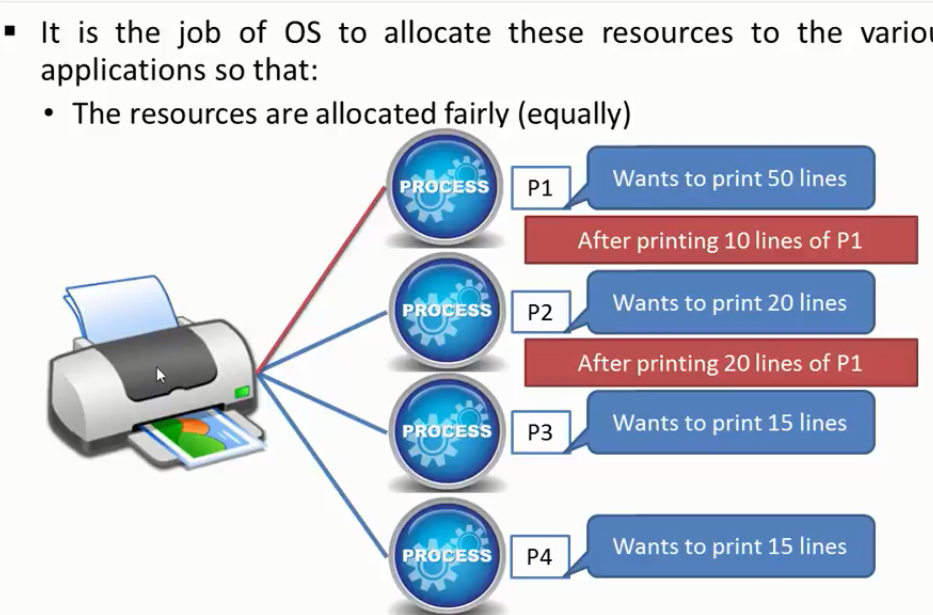 ▪ It is the job of OS to allocate these resources to the
applications so that:
• The resources are allocated fairly (equally)
PROCESS P1 Wants to print 50 lines
After printing 10 lines of P1
PROCESS P2 Wants to print 20 lines
After printing 20 lines of P1
PROCESS P3 Wants to print 15 lines
PROCESS P4 Wants to print 15 lines